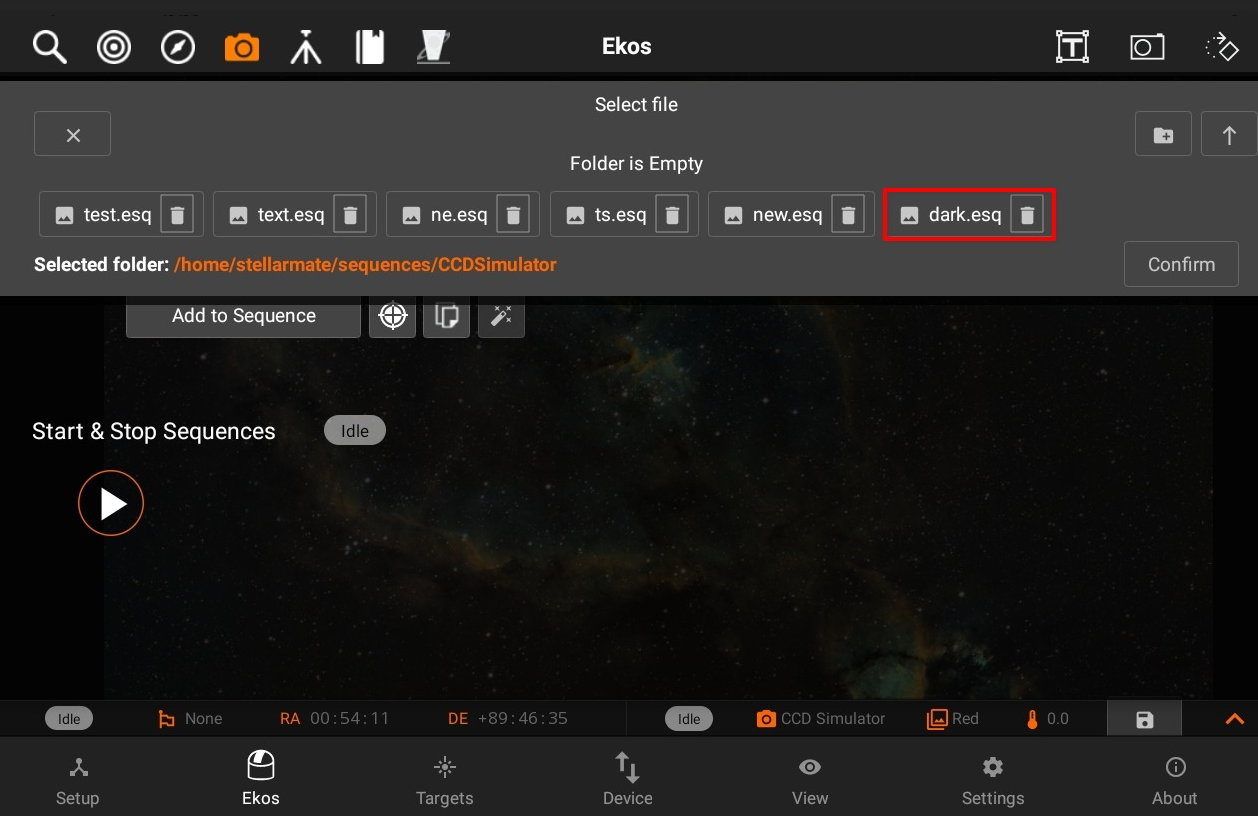 Ekos
T
Select file
Folder is Empty
test.esq text.esq ne.esq ts.esq new.esq dark.esq
Selected folder: /home/stellarmate/sequences/CCDSimulator
Confirm
Add to Sequence
Start & Stop Sequences Idle
Idle None RA 00:54:11 DE +89:46:35 Idle CCD Simulator Red 0.0
Setup Ekos Targets Device View Settings About